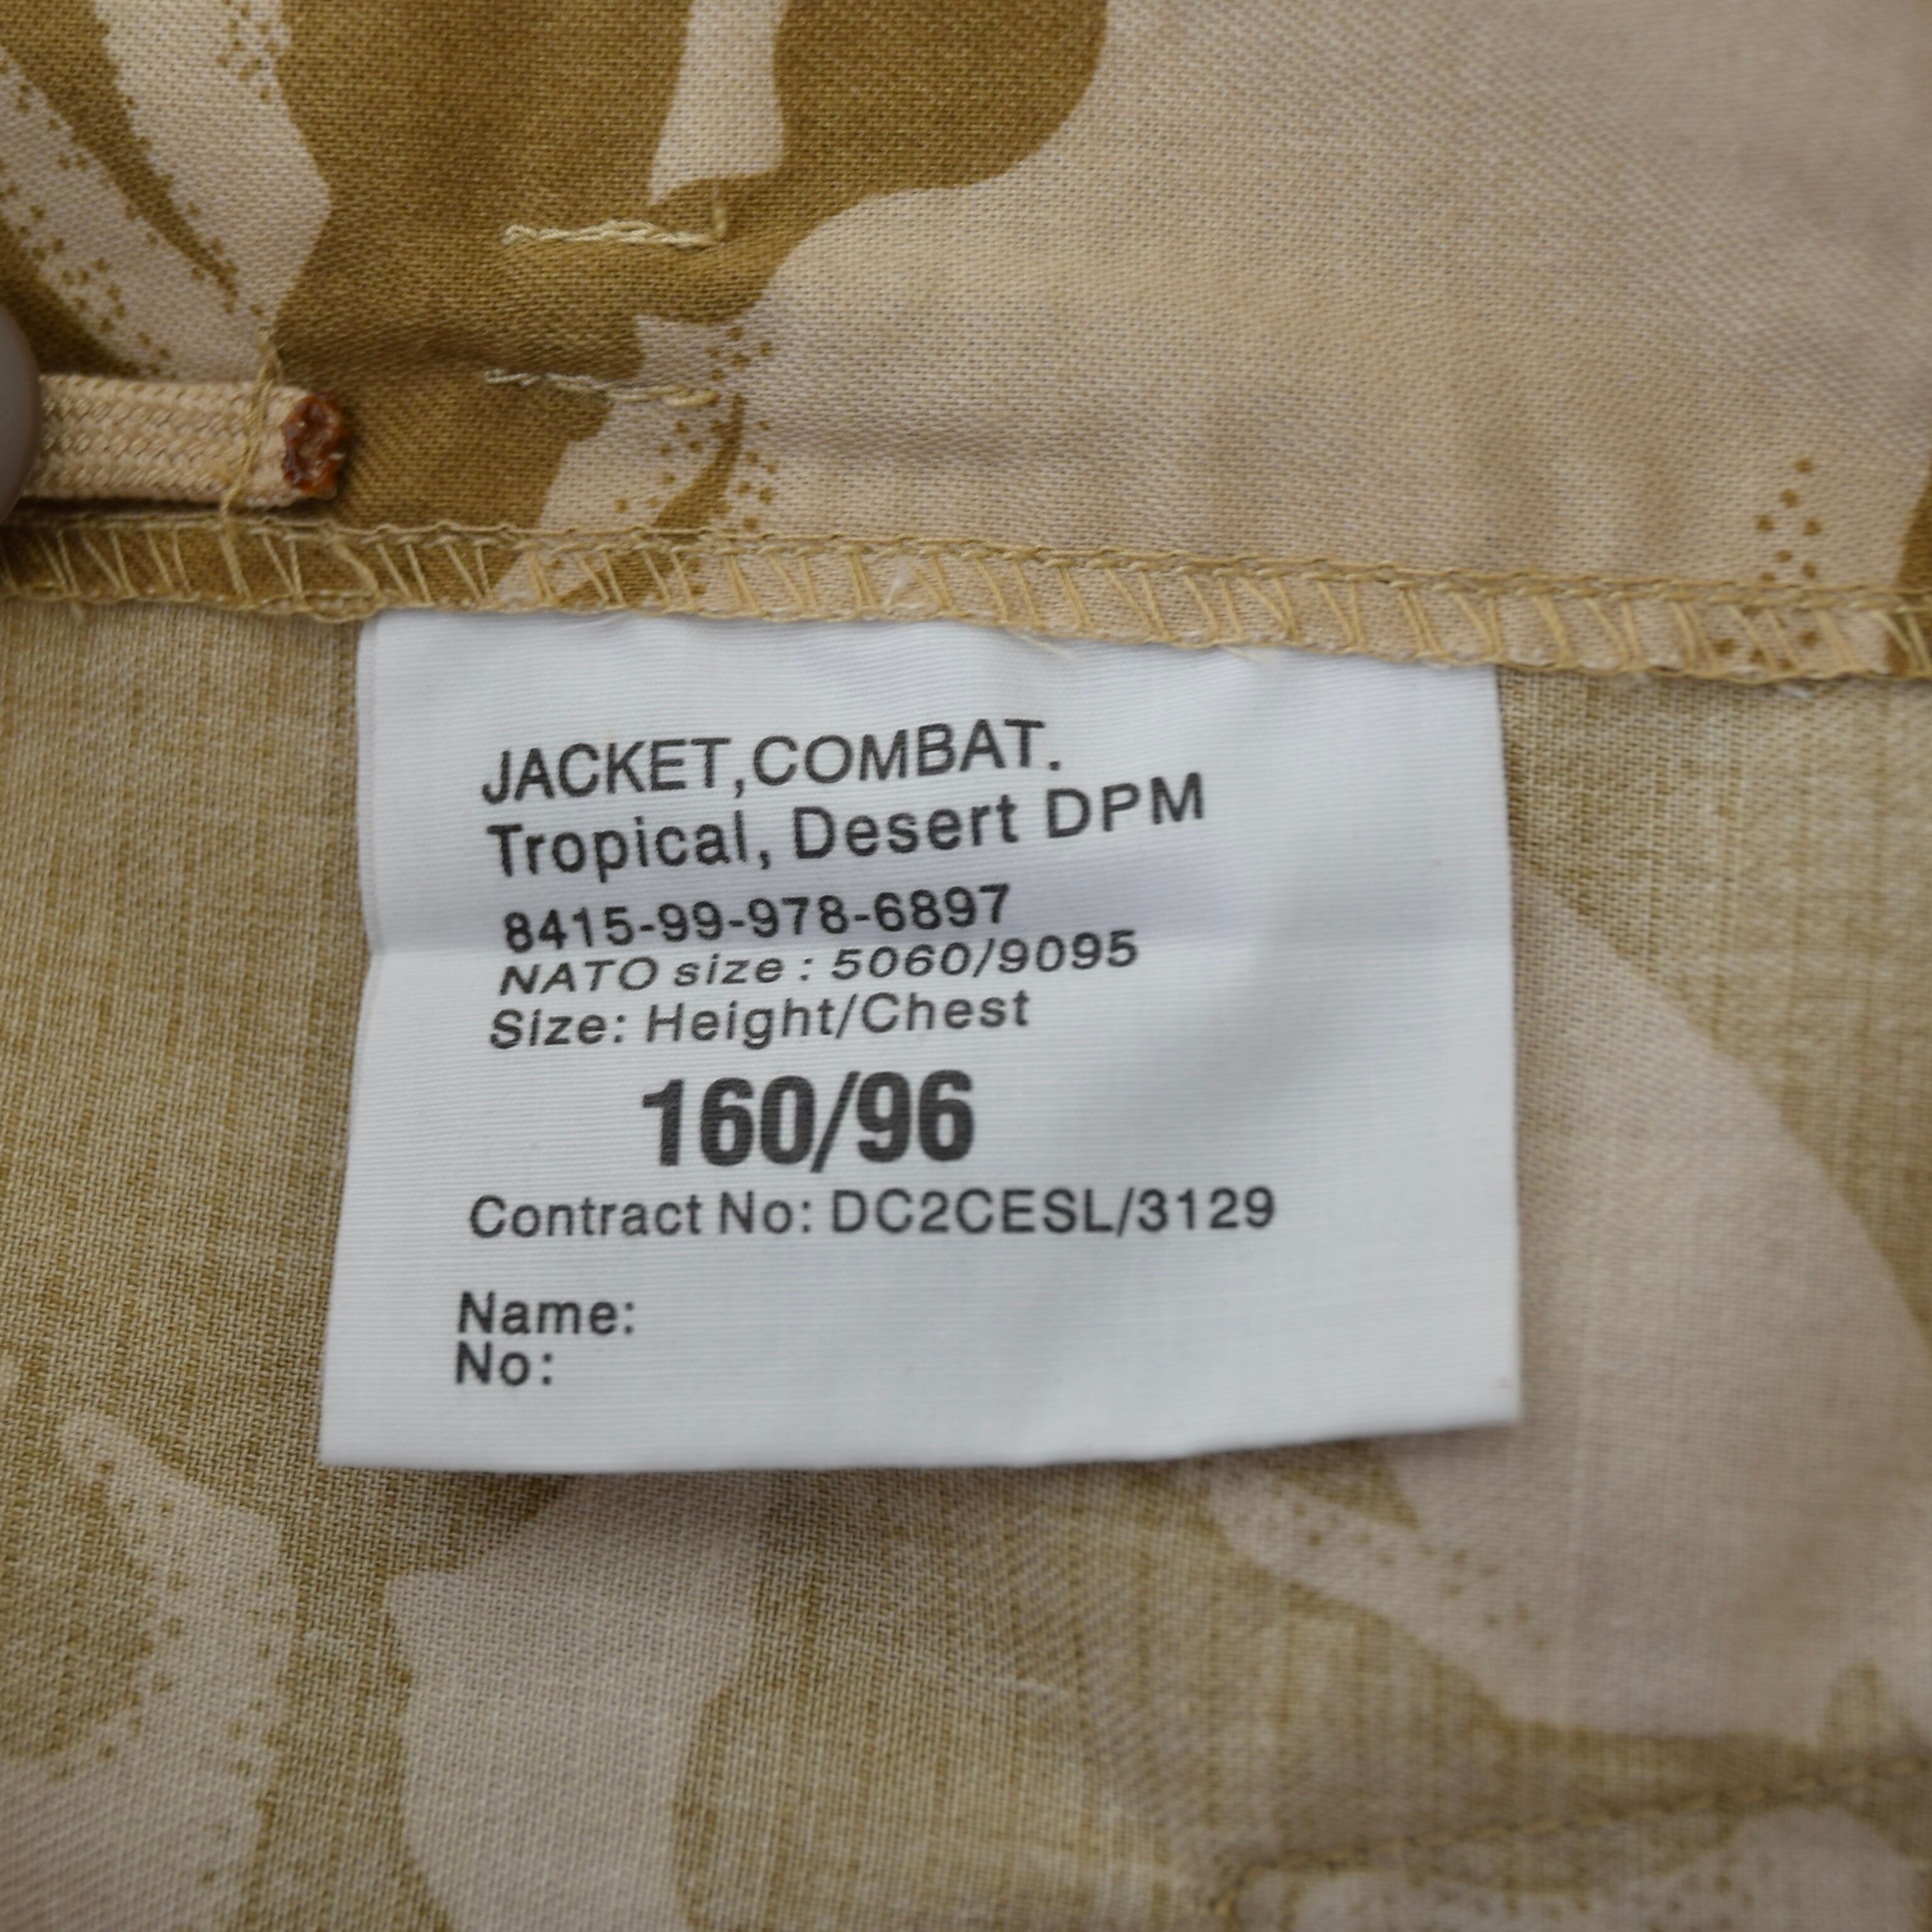 JACKET,COMBAT.
Tropical, Desert DPM
8415-99-978-6897
NATO size : 5060/9095
Size: Height/Chest
160/96
Contract No: DC2CESL/3129
Name:
No: